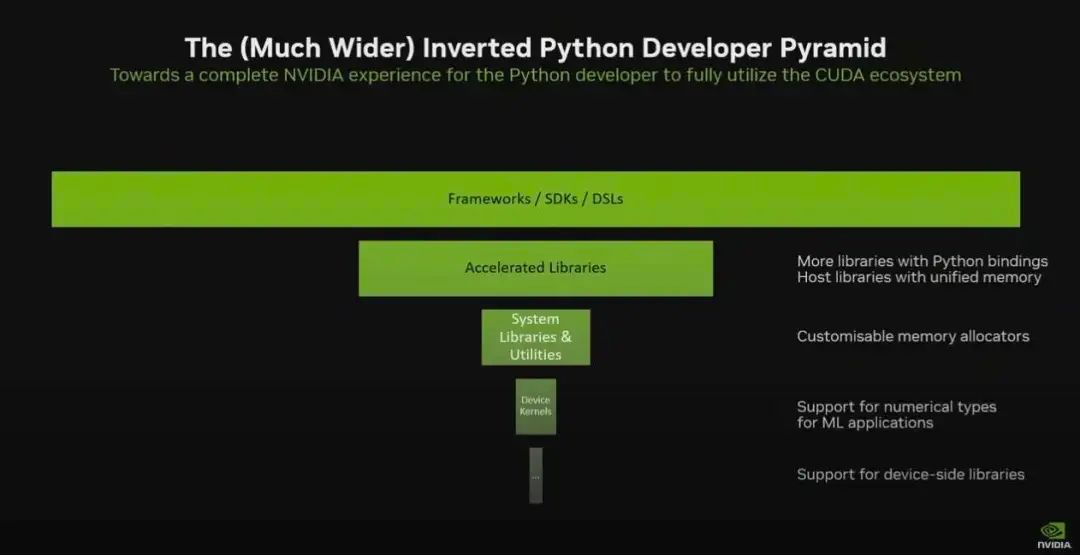 The (Much Wider) Inverted Python Developer Pyramid
Towards a complete NVIDIA experience for the Python developer to fully utilize the CUDA ecosystem
Frameworks / SDKs / DSLs
Accelerated Libraries
More libraries with Python bindings
Host libraries with unified memory
System
Libraries &
Utilities
Customisable memory allocators
Device
Kernels
Support for numerical types
for ML applications
...
Support for device-side libraries
NVIDIA.